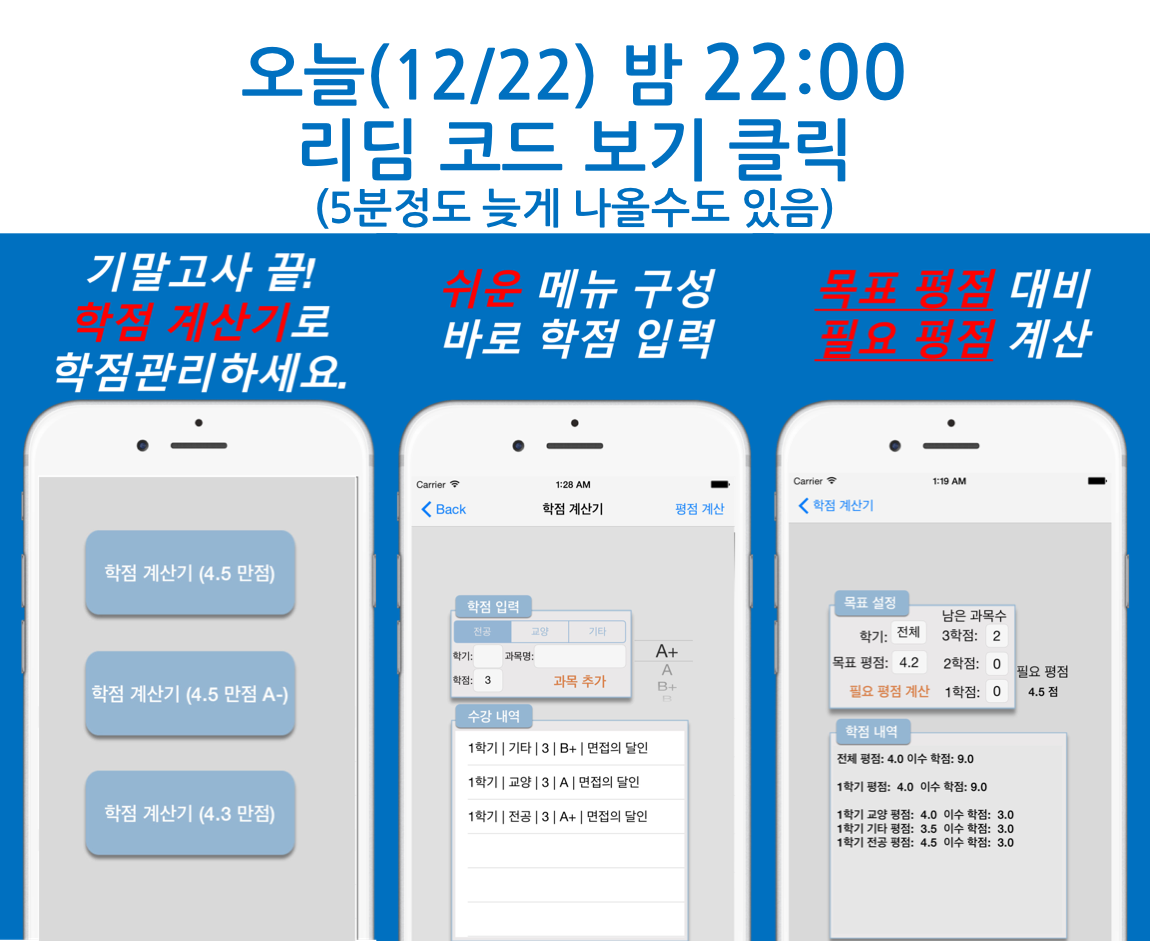 오늘(12/22) 밤 22:00
리딤 코드 보기 클릭
(5분정도 늦게 나올수도 있음)
기말고사 끝!
학점 계산기로
학점관리하세요.
학점 계산기 (4.5 만점)
학점 계산기 (4.5 만점 A-)
학점 계산기 (4.3 만점)
쉬운 메뉴 구성
바로 학점 입력
Carrier 1:28 AM
Back 학점 계산기 평점 계산
학점 입력
전공 교양 기타
학기: 과목명:
학점: 3 과목 추가
A+
A
B+
B
수강 내역
1학기 | 기타 | 3 | B+ | 면접의 달인
1학기 | 교양 | 3 | A | 면접의 달인
1학기 | 전공 | 3 | A+ | 면접의 달인
목표 평점 대비
필요 평점 계산
Carrier 1:19 AM
학점 계산기
목표 설정
남은 과목수
학기: 전체 3학점: 2
목표 평점: 4.2 2학점: 0
필요 평점 계산 1학점: 0
필요 평점
4.5 점
학점 내역
전체 평점: 4.0 이수 학점: 9.0
1학기 평점: 4.0 이수 학점: 9.0
1학기 교양 평점: 4.0 이수 학점: 3.0
1학기 기타 평점: 3.5 이수 학점: 3.0
1학기 전공 평점: 4.5 이수 학점: 3.0